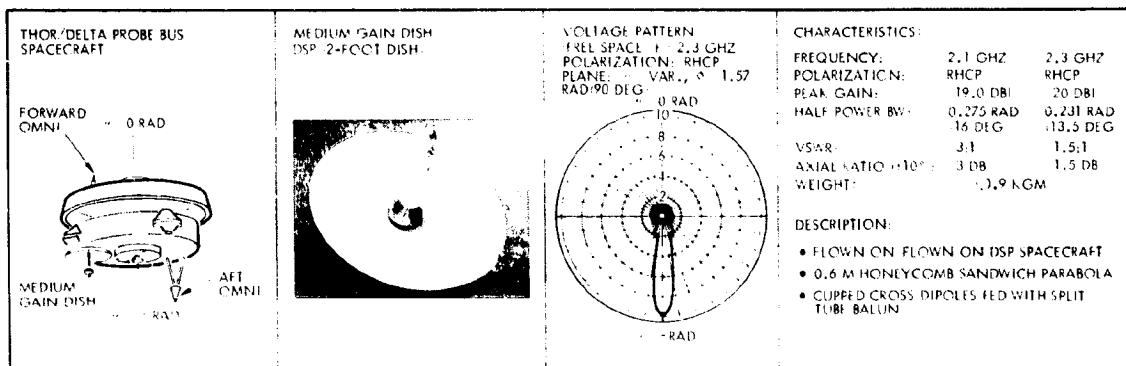 THOR/DELTA PROBE BUS
SPACECRAFT
FORWARD
OMNI
0 RAD
MEDIUM
GAIN DISH
AFT
OMNI
RAD
MEDIUM GAIN DISH
DSP 2-FOOT DISH
VOLTAGE PATTERN
FREE SPACE F 2.3 GHZ
POLARIZATION: RHCP
PLANE: VAR., 1.57
RAD 90 DEG
0 RAD
10
8
6
4
2
RAD
CHARACTERISTICS:
FREQUENCY: 2.1 GHZ 2.3 GHZ
POLARIZATION: RHCP RHCP
PEAK GAIN: 19.0 DBI 20 DBI
HALF POWER BW: 0.275 RAD 0.231 RAD
16 DEG 13.5 DEG
VSWR: 3:1 1.5:1
AXIAL RATIO 3 DB 1.5 DB
WEIGHT: 0.9 KGM
DESCRIPTION:
• FLOWN ON FLOWN ON DSP SPACECRAFT
• 0.6 M HONEYCOMB SANDWICH PARABOLA
• CUPPED CROSS DIPOLES FED WITH SPLIT
TUBE BALUN